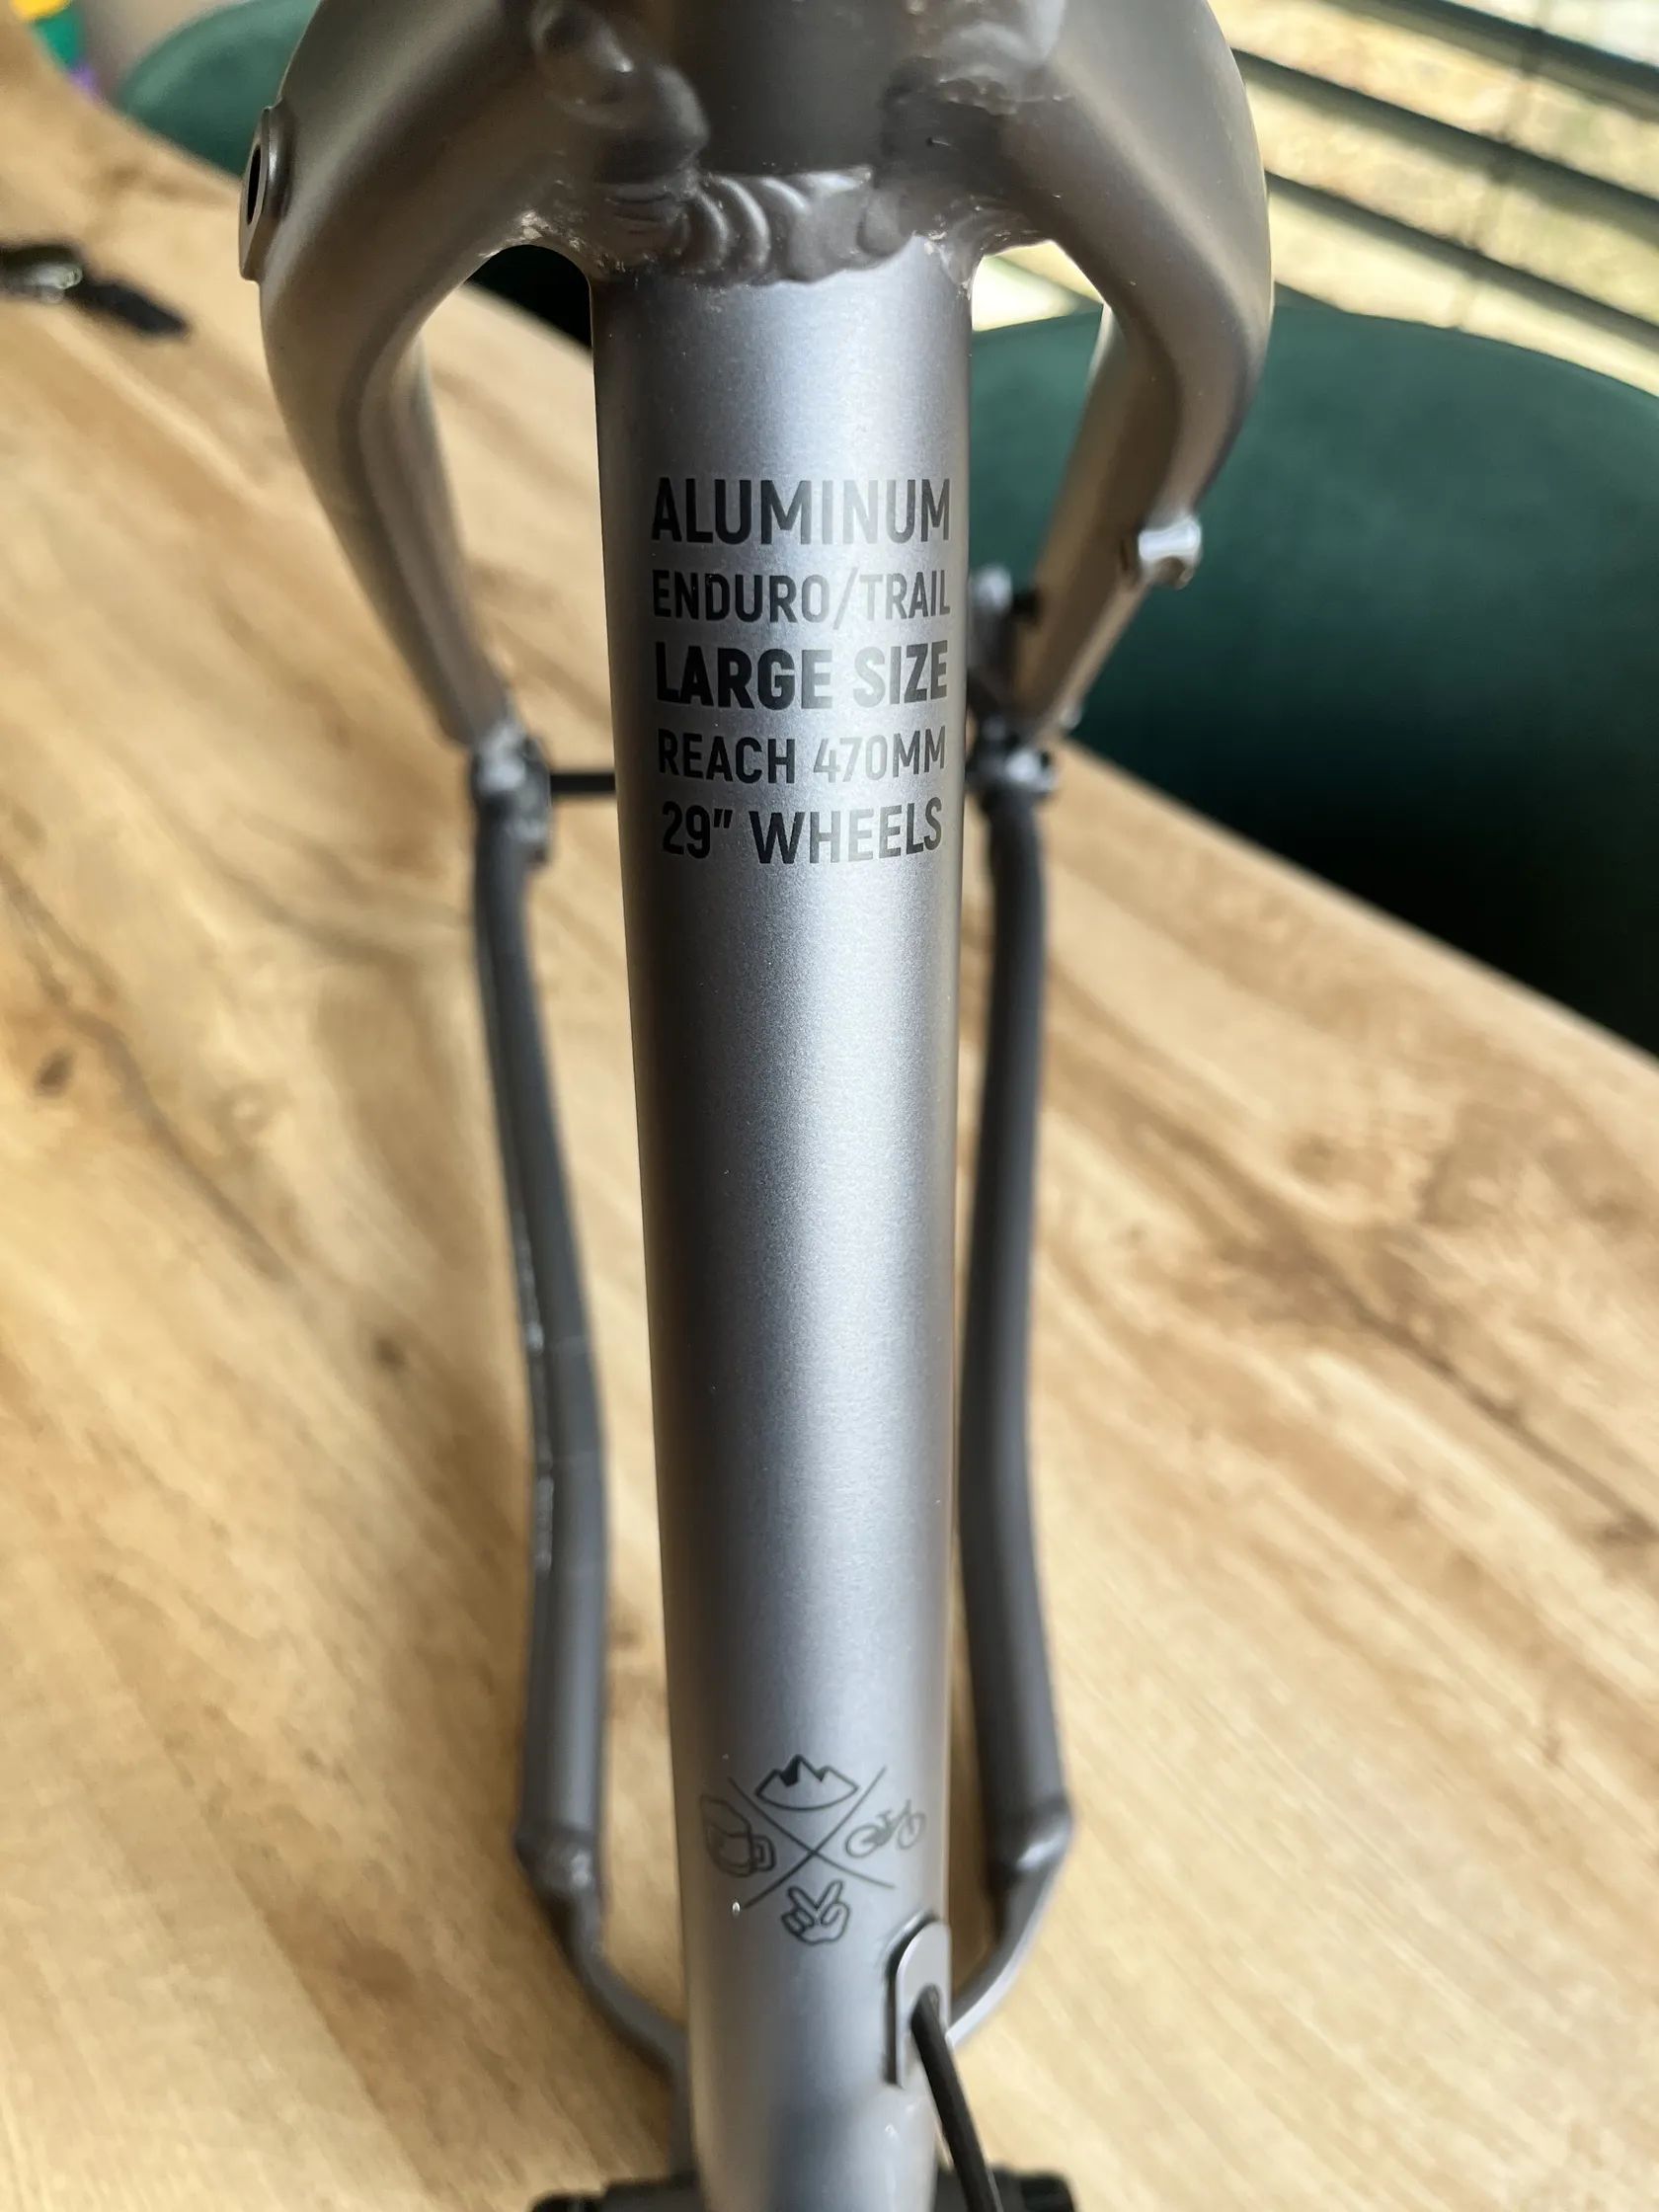 ALUMINUM
ENDURO/TRAIL
LARGE SIZE
REACH 470MM
29" WHEELS